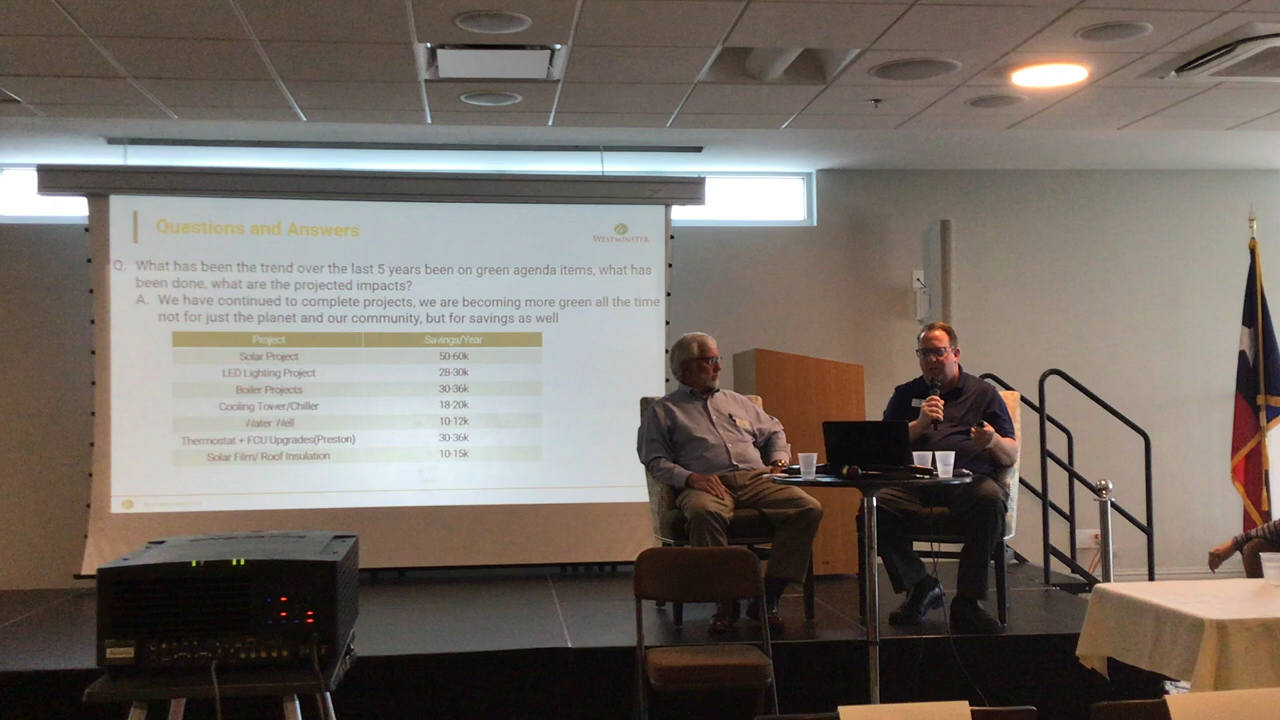 Questions and Answers
WESTMINSTER
Q. What has been the trend over the last 5 years been on green agenda items, what has
been done, what are the projected impacts?
A. We have continued to complete projects, we are becoming more green all the time
not for just the planet and our community, but for savings as well
Project Savings/Year
Solar Project 50-60k
LED Lighting Project 28-30k
Boiler Projects 30-36k
Cooling Tower/Chiller 18-20k
Water Well 10-12k
Thermostat + FCU Upgrades(Preston) 30-36k
Solar Film/ Roof Insulation 10-15k